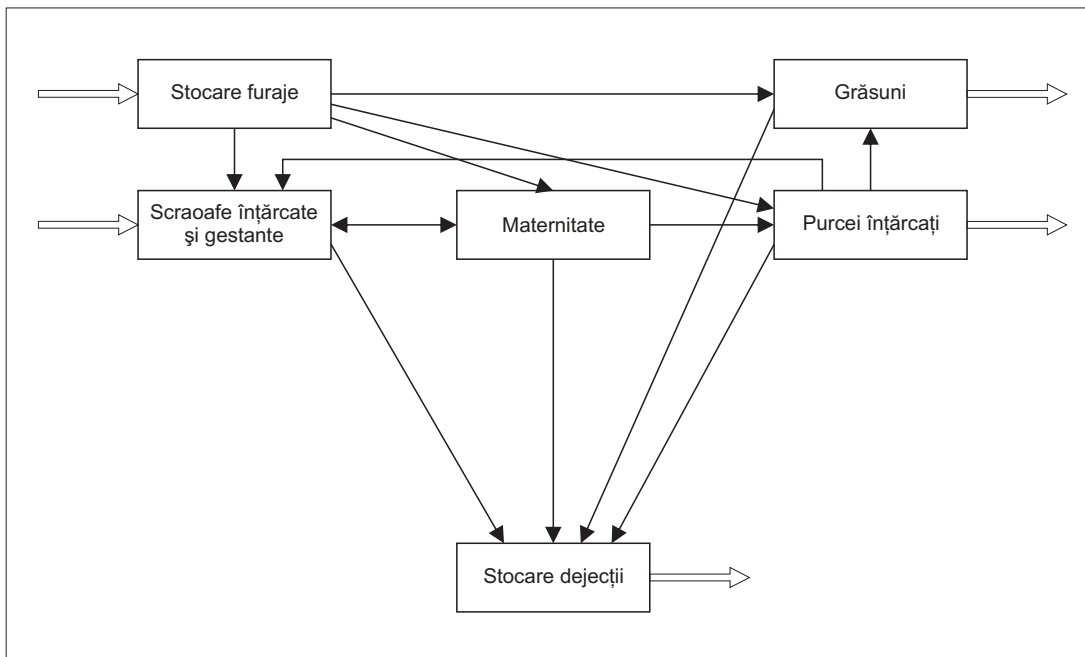 Stocare furaje
Grăsuni
Scraoafe înțărcate
şi gestante
Maternitate
Purcei înțărcați
Stocare dejecții